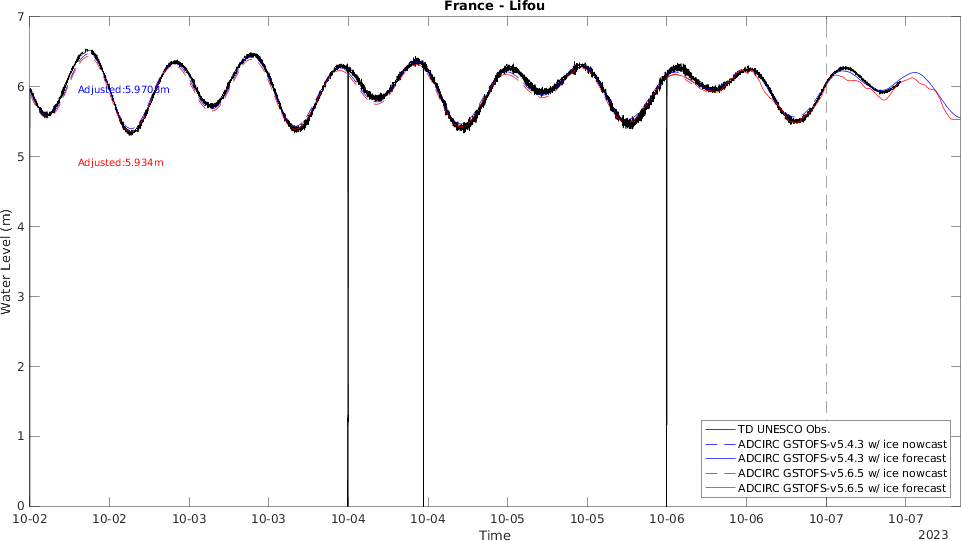 France - Lifou
7
6
5
4
3
2
1
0
Water Level (m)
Adjusted:5.9703m
Adjusted:5.934m
TD UNESCO Obs.
ADCIRC GSTOFS-v5.4.3 w/ ice nowcast
ADCIRC GSTOFS-v5.4.3 w/ ice forecast
ADCIRC GSTOFS-v5.6.5 w/ ice nowcast
ADCIRC GSTOFS-v5.6.5 w/ ice forecast
10-02 10-02 10-03 10-03 10-04 10-04 10-05 10-05 10-06 10-06 10-07 10-07
Time
2023